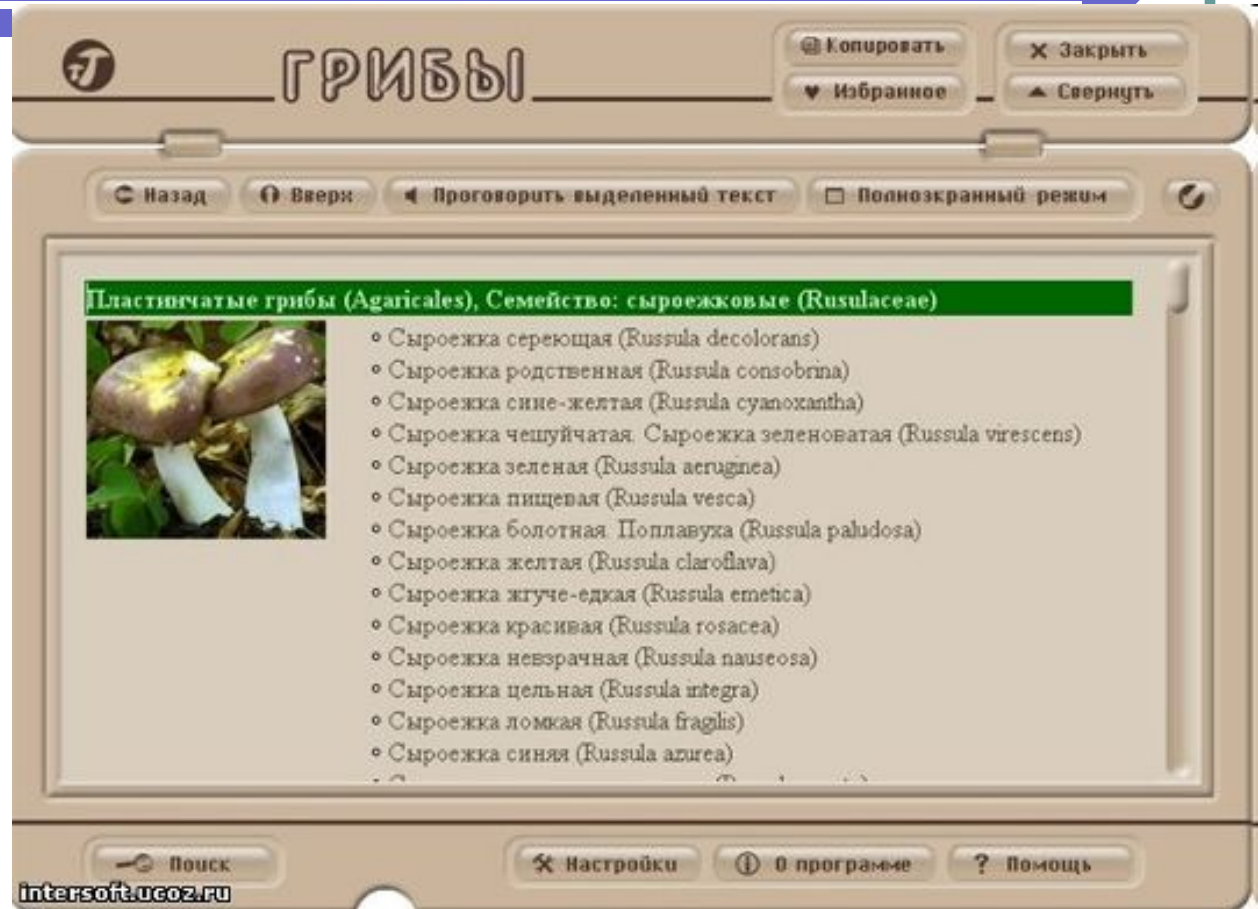 ГРИБЫ
Копировать
Закрыть
Избранное
Свернуть
Назад
Вверх
Проговорить выделенный текст
Полноэкранный режим
Пластинчатые грибы (Agaricales), Семейство: сыроежковые (Rusulaceae)
Сыроежка сереющая (Russula decolorans)
Сыроежка родственная (Russula consobrina)
Сыроежка сине-желтая (Russula cyanoxantha)
Сыроежка чешуйчатая. Сыроежка зеленоватая (Russula virescens)
Сыроежка зеленая (Russula aeruginea)
Сыроежка пищевая (Russula vesca)
Сыроежка болотная. Поплавуха (Russula paludosa)
Сыроежка желтая (Russula claroflava)
Сыроежка жгуче-едкая (Russula emetica)
Сыроежка красивая (Russula rosacea)
Сыроежка невзрачная (Russula nauseosa)
Сыроежка цельная (Russula integra)
Сыроежка ломкая (Russula fragilis)
Сыроежка синяя (Russula azurea)
Поиск
Настройки
О программе
? Помощь
intersoft.ucoz.ru